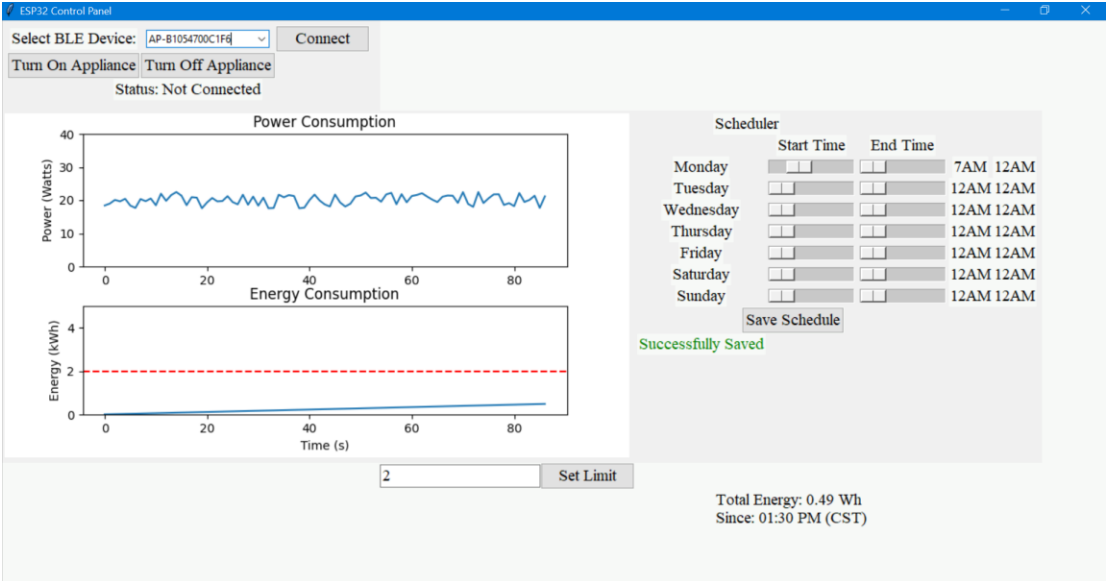 ESP32 Control Panel
Select BLE Device: AP-B1054700C1F6 Connect
Turn On Appliance Turn Off Appliance
Status: Not Connected
Power Consumption
Power (Watts)
40
30
20
10
0
0 20 40 60 80
Energy Consumption
Energy (kWh)
4
2
0
0 20 40 60 80
Time (s)
2 Set Limit
Scheduler
Start Time End Time
Monday 7AM 12AM
Tuesday 12AM 12AM
Wednesday 12AM 12AM
Thursday 12AM 12AM
Friday 12AM 12AM
Saturday 12AM 12AM
Sunday 12AM 12AM
Save Schedule
Successfully Saved
Total Energy: 0.49 Wh
Since: 01:30 PM (CST)